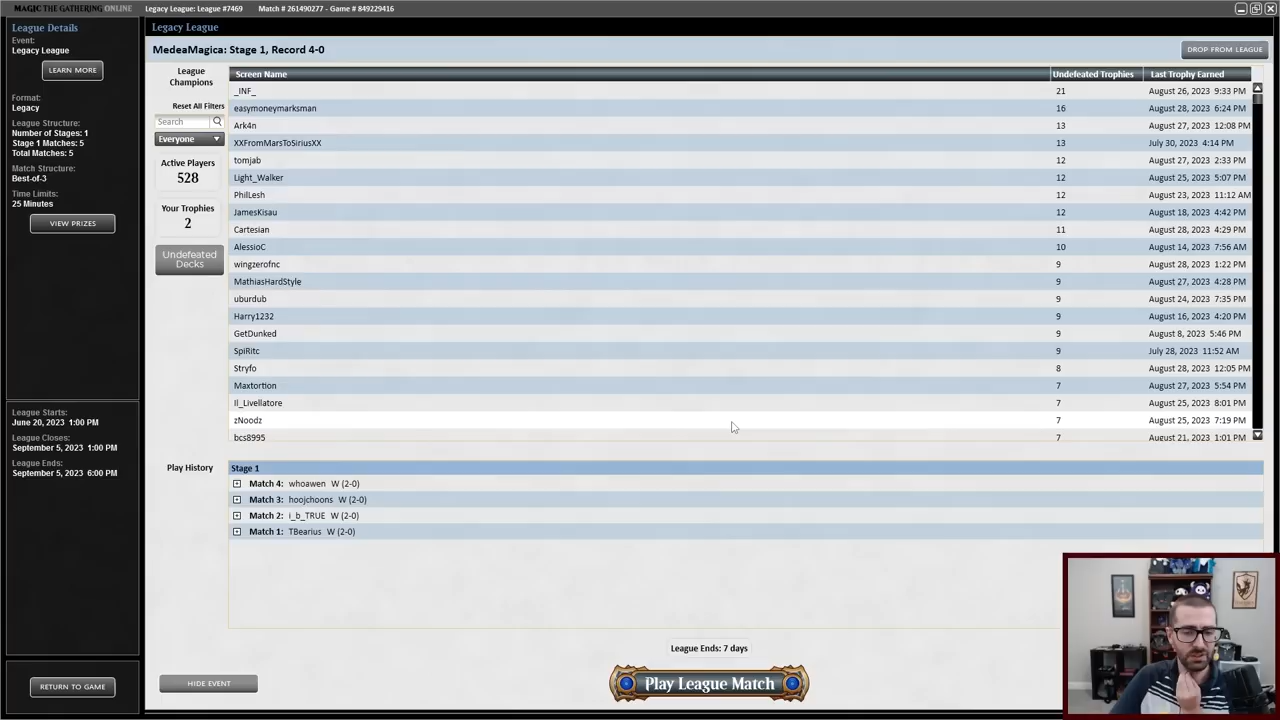 MAGIC THE GATHERING ONLINE
Legacy League: League #7469
Match # 261490277 - Game # 849229416
League Details
Event:
Legacy League
LEARN MORE
Format:
Legacy
League Structure:
Number of Stages: 1
Stage 1 Matches: 5
Total Matches: 5
Match Structure:
Best-of-3
Time Limits:
25 Minutes
VIEW PRIZES
League Starts:
June 20, 2023 1:00 PM
League Closes:
September 5, 2023 1:00 PM
League Ends:
September 5, 2023 6:00 PM
RETURN TO GAME
Legacy League
MedeaMagica: Stage 1, Record 4-0
DROP FROM LEAGUE
League
Champions
Reset All Filters
Search
Everyone
Active Players
528
Your Trophies
2
Undefeated
Decks
Screen Name Undefeated Trophies Last Trophy Earned
_INF_ 21 August 26, 2023 9:33 PM
easymoneymarksman 16 August 28, 2023 6:24 PM
Ark4n 13 August 27, 2023 12:08 PM
XXFromMarsToSiriusXX 13 July 30, 2023 4:14 PM
tomjab 12 August 27, 2023 2:33 PM
Light_Walker 12 August 25, 2023 5:07 PM
PhilLesh 12 August 23, 2023 11:12 AM
JamesKisau 12 August 18, 2023 4:42 PM
Cartesian 11 August 28, 2023 4:29 PM
AlessioC 10 August 14, 2023 7:56 AM
wingzerofnc 9 August 28, 2023 1:22 PM
MathiasHardStyle 9 August 27, 2023 4:28 PM
uburdub 9 August 24, 2023 7:35 PM
Harry1232 9 August 16, 2023 4:20 PM
GetDunked 9 August 8, 2023 5:46 PM
SpiRitc 9 July 28, 2023 11:52 AM
Stryfo 8 August 28, 2023 12:05 PM
Maxtortion 7 August 27, 2023 5:54 PM
Il_Livellatore 7 August 25, 2023 8:01 PM
zNoodz 7 August 25, 2023 7:19 PM
bcs8995 7 August 21, 2023 1:01 PM
Play History
Stage 1
Match 4: whoawen W (2-0)
Match 3: hoojchoons W (2-0)
Match 2: i_b_TRUE W (2-0)
Match 1: TBearius W (2-0)
League Ends: 7 days
HIDE EVENT
Play League Match